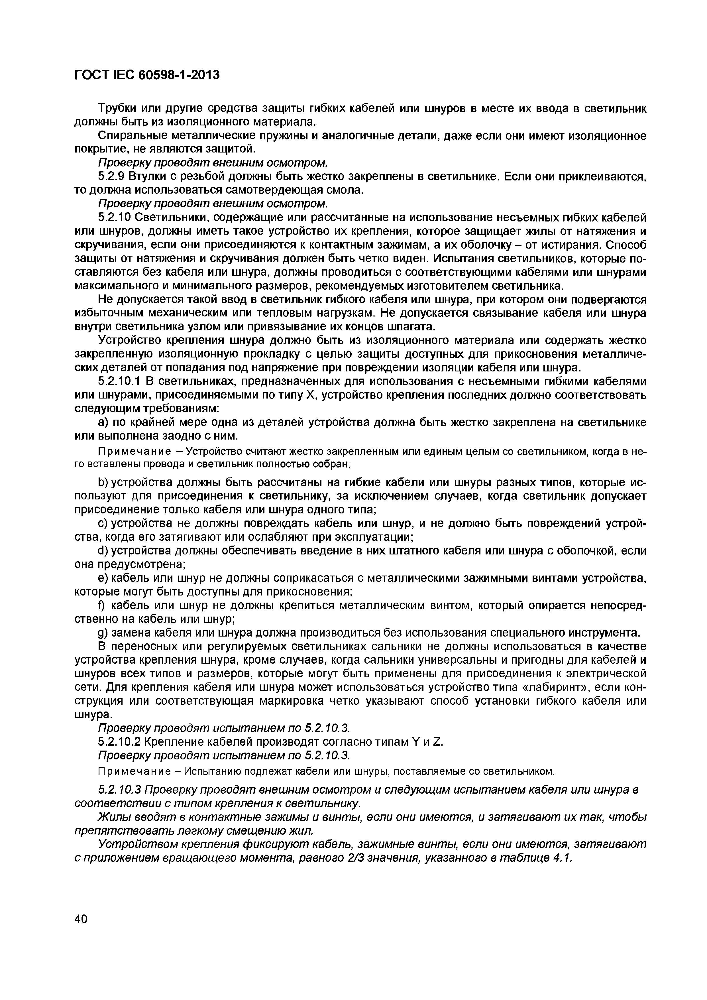 ГОСТ IEC 60598-1-2013
Трубки или другие средства защиты гибких кабелей или шнуров в месте их ввода в светильник
должны быть из изоляционного материала.
Спиральные металлические пружины и аналогичные детали, даже если они имеют изоляционное
покрытие, не являются защитой.
Проверку проводят внешним осмотром.
5.2.9 Втулки с резьбой должны быть жестко закреплены в светильнике. Если они приклеиваются,
то должна использоваться самотвердеющая смола.
Проверку проводят внешним осмотром.
5.2.10 Светильники, содержащие или рассчитанные на использование несъемных гибких кабелей
или шнуров, должны иметь такое устройство их крепления, которое защищает жилы от натяжения и
скручивания, если они присоединяются к контактным зажимам, а их оболочку – от истирания. Способ
защиты от натяжения и скручивания должен быть четко виден. Испытания светильников, которые по-
ставляются без кабеля или шнура, должны проводиться с соответствующими кабелями или шнурами
максимального и минимального размеров, рекомендуемых изготовителем светильника.
Не допускается такой ввод в светильник гибкого кабеля или шнура, при котором они подвергаются
избыточным механическим или тепловым нагрузкам. Не допускается связывание кабеля или шнура
внутри светильника узлом или привязывание их концов шпагата.
Устройство крепления шнура должно быть из изоляционного материала или содержать жестко
закрепленную изоляционную прокладку с целью защиты доступных для прикосновения металличе-
ских деталей от попадания под напряжение при повреждении изоляции кабеля или шнура.
5.2.10.1 В светильниках, предназначенных для использования с несъемными гибкими кабелями
или шнурами, присоединяемыми по типу X, устройство крепления последних должно соответствовать
следующим требованиям:
a) по крайней мере одна из деталей устройства должна быть жестко закреплена на светильнике
или выполнена заодно с ним.
Примечание – Устройство считают жестко закрепленным или единым целым со светильником, когда в не-
го вставлены провода и светильник полностью собран;
b) устройства должны быть рассчитаны на гибкие кабели или шнуры разных типов, которые ис-
пользуют для присоединения к светильнику, за исключением случаев, когда светильник допускает
присоединение только кабеля или шнура одного типа;
c) устройства не должны повреждать кабель или шнур, и не должно быть повреждений устрой-
ства, когда его затягивают или ослабляют при эксплуатации;
d) устройства должны обеспечивать введение в них штатного кабеля или шнура с оболочкой, если
она предусмотрена;
e) кабель или шнур не должны соприкасаться с металлическими зажимными винтами устройства,
которые могут быть доступны для прикосновения;
f) кабель или шнур не должны крепиться металлическим винтом, который опирается непосред-
ственно на кабель или шнур;
g) замена кабеля или шнура должна производиться без использования специального инструмента.
В переносных или регулируемых светильниках сальники не должны использоваться в качестве
устройства крепления шнура, кроме случаев, когда сальники универсальны и пригодны для кабелей и
шнуров всех типов и размеров, которые могут быть применены для присоединения к электрической
сети. Для крепления кабеля или шнура может использоваться устройство типа «лабиринт», если кон-
струкция или соответствующая маркировка четко указывают способ установки гибкого кабеля или
шнура.
Проверку проводят испытанием по 5.2.10.3.
5.2.10.2 Крепление кабелей производят согласно типам Y и Z.
Проверку проводят испытанием по 5.2.10.3.
Примечание – Испытанию подлежат кабели или шнуры, поставляемые со светильником.
5.2.10.3 Проверку проводят внешним осмотром и следующим испытанием кабеля или шнура в
соответствии с типом крепления к светильнику.
Жилы вводят в контактные зажимы и винты, если они имеются, и затягивают их так, чтобы
препятствовать легкому смещению жил.
Устройством крепления фиксируют кабель, зажимные винты, если они имеются, затягивают
с приложением вращающего момента, равного 2/3 значения, указанного в таблице 4.1.
40